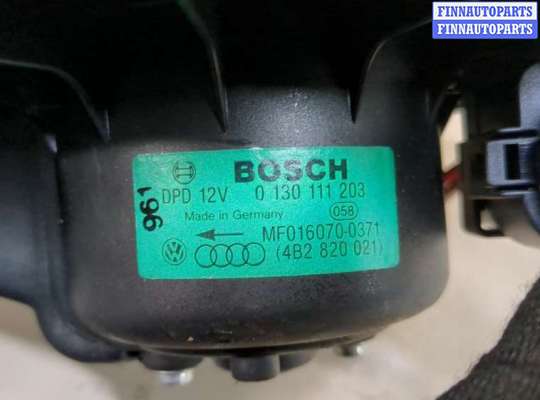 FINNAUTOPARTS
FINNAUTOPARTS
BOSCH
DPD 12V 0 130 111 203
Made in Germany 058
MF016070-0371
(4B2 820 021)
961